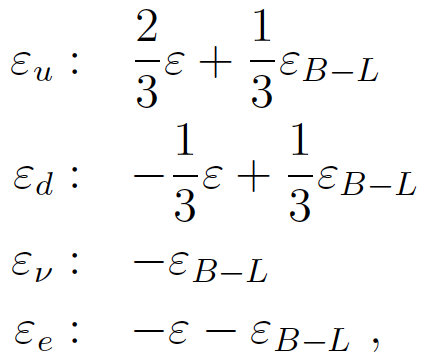 ε_u : 2/3 ε + 1/3 ε_{B−L}
ε_d : −1/3 ε + 1/3 ε_{B−L}
ε_ν : −ε_{B−L}
ε_e : −ε − ε_{B−L} ,